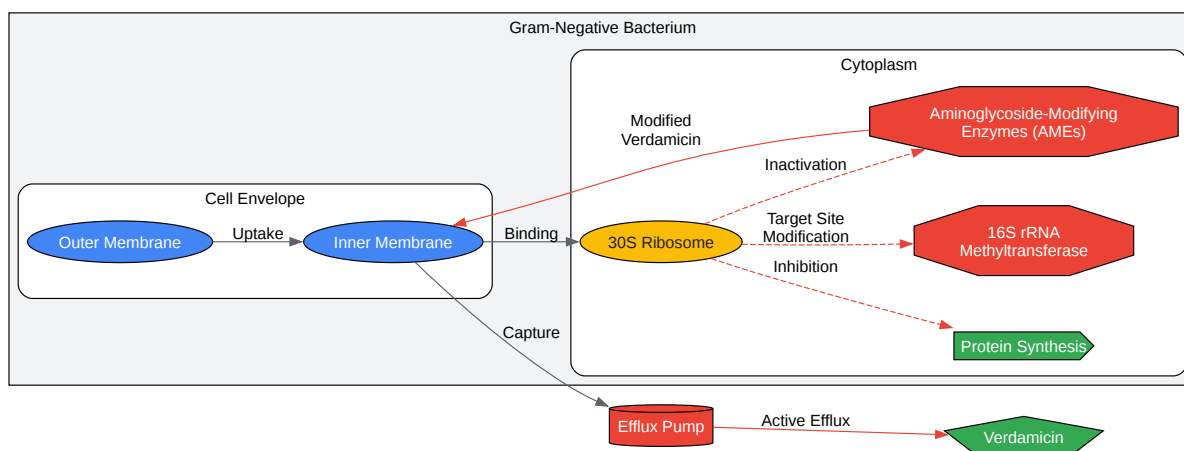 Gram-Negative Bacterium
Cytoplasm
Aminoglycoside-Modifying
Enzymes (AMEs)
Modified
Verdamicin
Inactivation
Cell Envelope
Outer Membrane
Uptake
Inner Membrane
Binding
30S Ribosome
Target Site
Modification
16S rRNA
Methyltransferase
Inhibition
Capture
Protein Synthesis
Efflux Pump
Active Efflux
Verdamicin